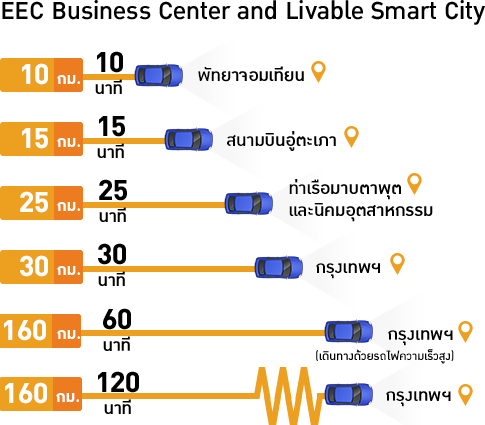 EEC Business Center and Livable Smart City
10 กม. 10 นาที พัทยาจอมเทียน
15 กม. 15 นาที สนามบินอู่ตะเภา
25 กม. 25 นาที ท่าเรือมาบตาพุต
และนิคมอุตสาหกรรม
30 กม. 30 นาที กรุงเทพฯ
160 กม. 60 นาที กรุงเทพฯ
(เดินทางด้วยรถไฟความเร็วสูง)
160 กม. 120 นาที กรุงเทพฯ